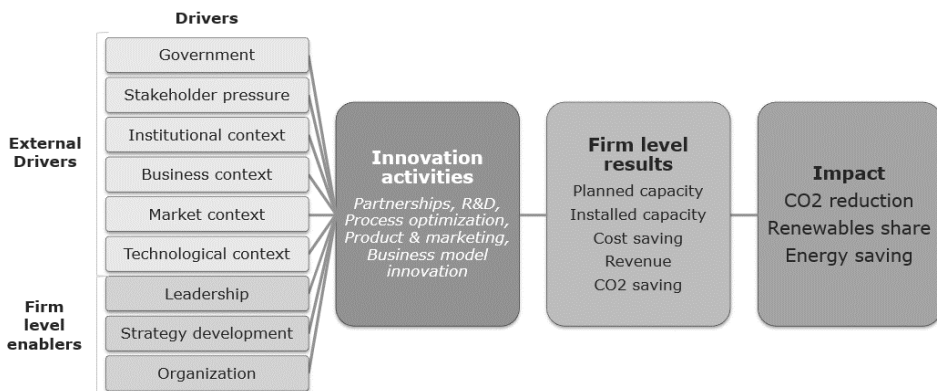 Drivers
External
Drivers
Government
Stakeholder pressure
Institutional context
Business context
Market context
Technological context
Firm
level
enablers
Leadership
Strategy development
Organization
Innovation
activities
Partnerships, R&D,
Process optimization,
Product & marketing,
Business model
innovation
Firm level
results
Planned capacity
Installed capacity
Cost saving
Revenue
CO2 saving
Impact
CO2 reduction
Renewables share
Energy saving